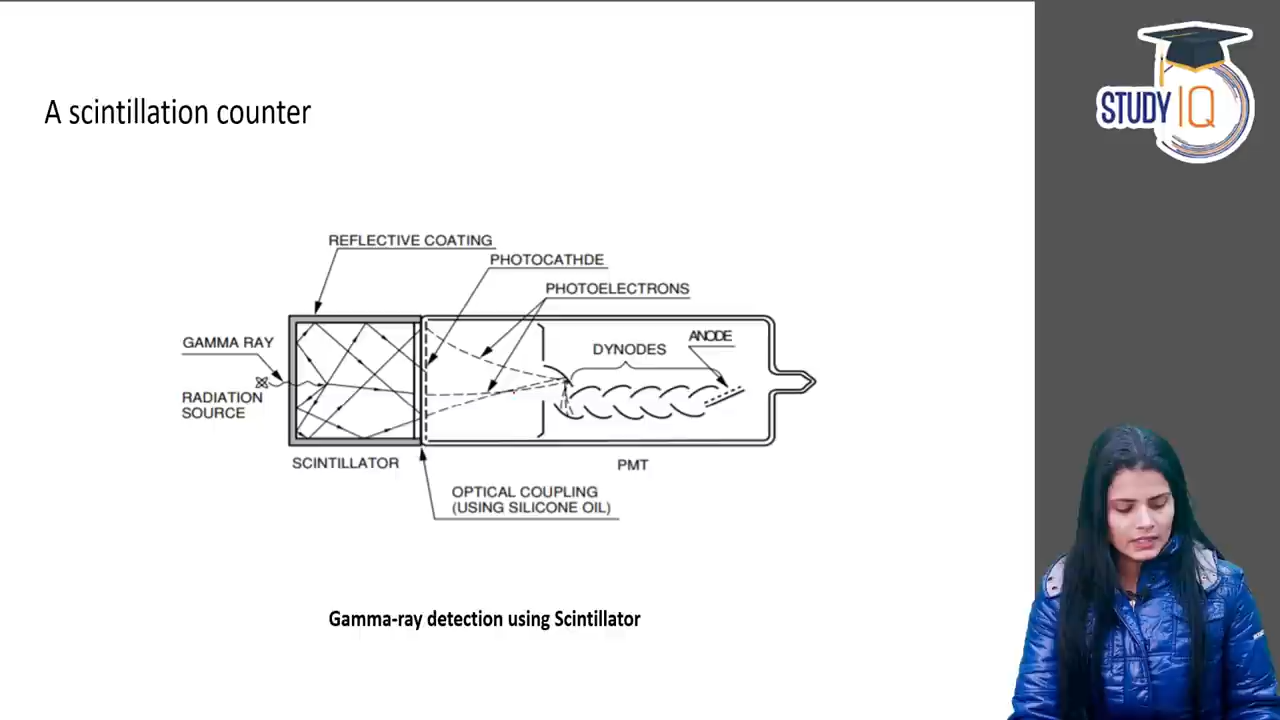 A scintillation counter
STUDY IQ
REFLECTIVE COATING
PHOTOCATHDE
PHOTOELECTRONS
GAMMA RAY
ANODE
DYNODES
RADIATION
SOURCE
SCINTILLATOR
PMT
OPTICAL COUPLING
(USING SILICONE OIL)
Gamma-ray detection using Scintillator